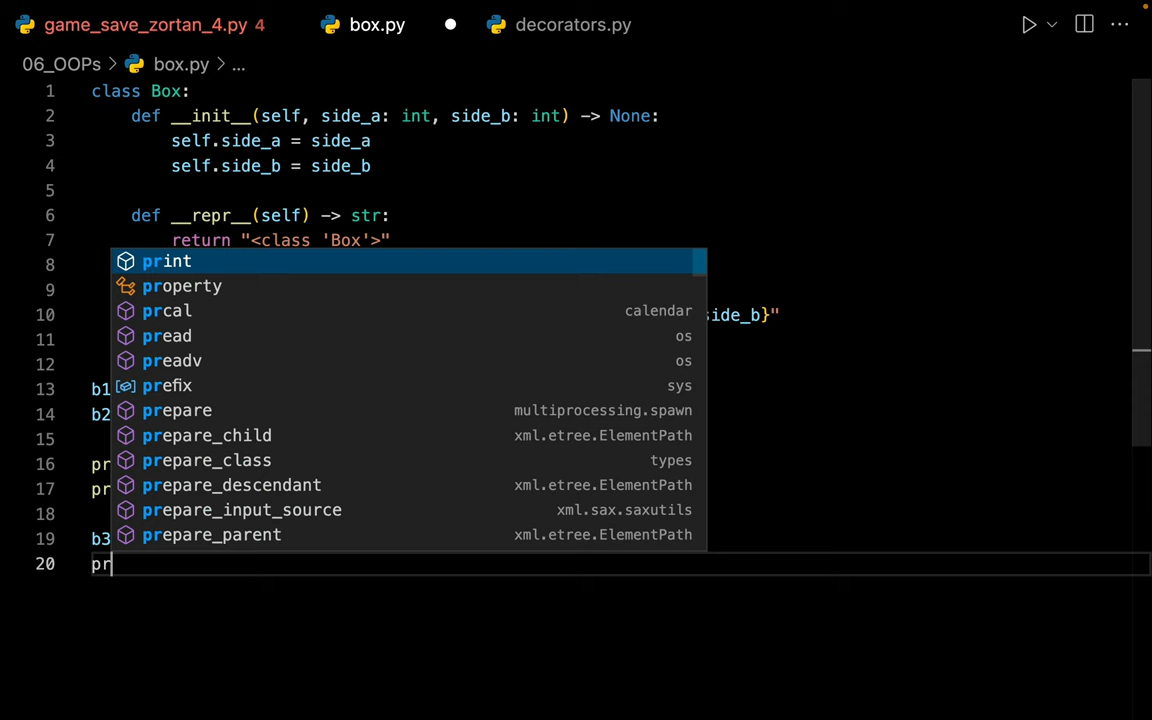 game_save_zortan_4.py 4 box.py decorators.py
06_OOPs > box.py > ...
1 class Box:
2 def __init__(self, side_a: int, side_b: int) -> None:
3 self.side_a = side_a
4 self.side_b = side_b
5
6 def __repr__(self) -> str:
7 return "<class 'Box'>"
8 print
9 property
prcal calendar
10 side_b}"
11 pread os
12 preadv os
13 b1 prefix sys
14 b2 prepare multiprocessing.spawn
15 prepare_child xml.etree.ElementPath
16 pr prepare_class types
17 pr prepare_descendant xml.etree.ElementPath
18 prepare_input_source xml.sax.saxutils
19 b3 prepare_parent xml.etree.ElementPath
20 pr